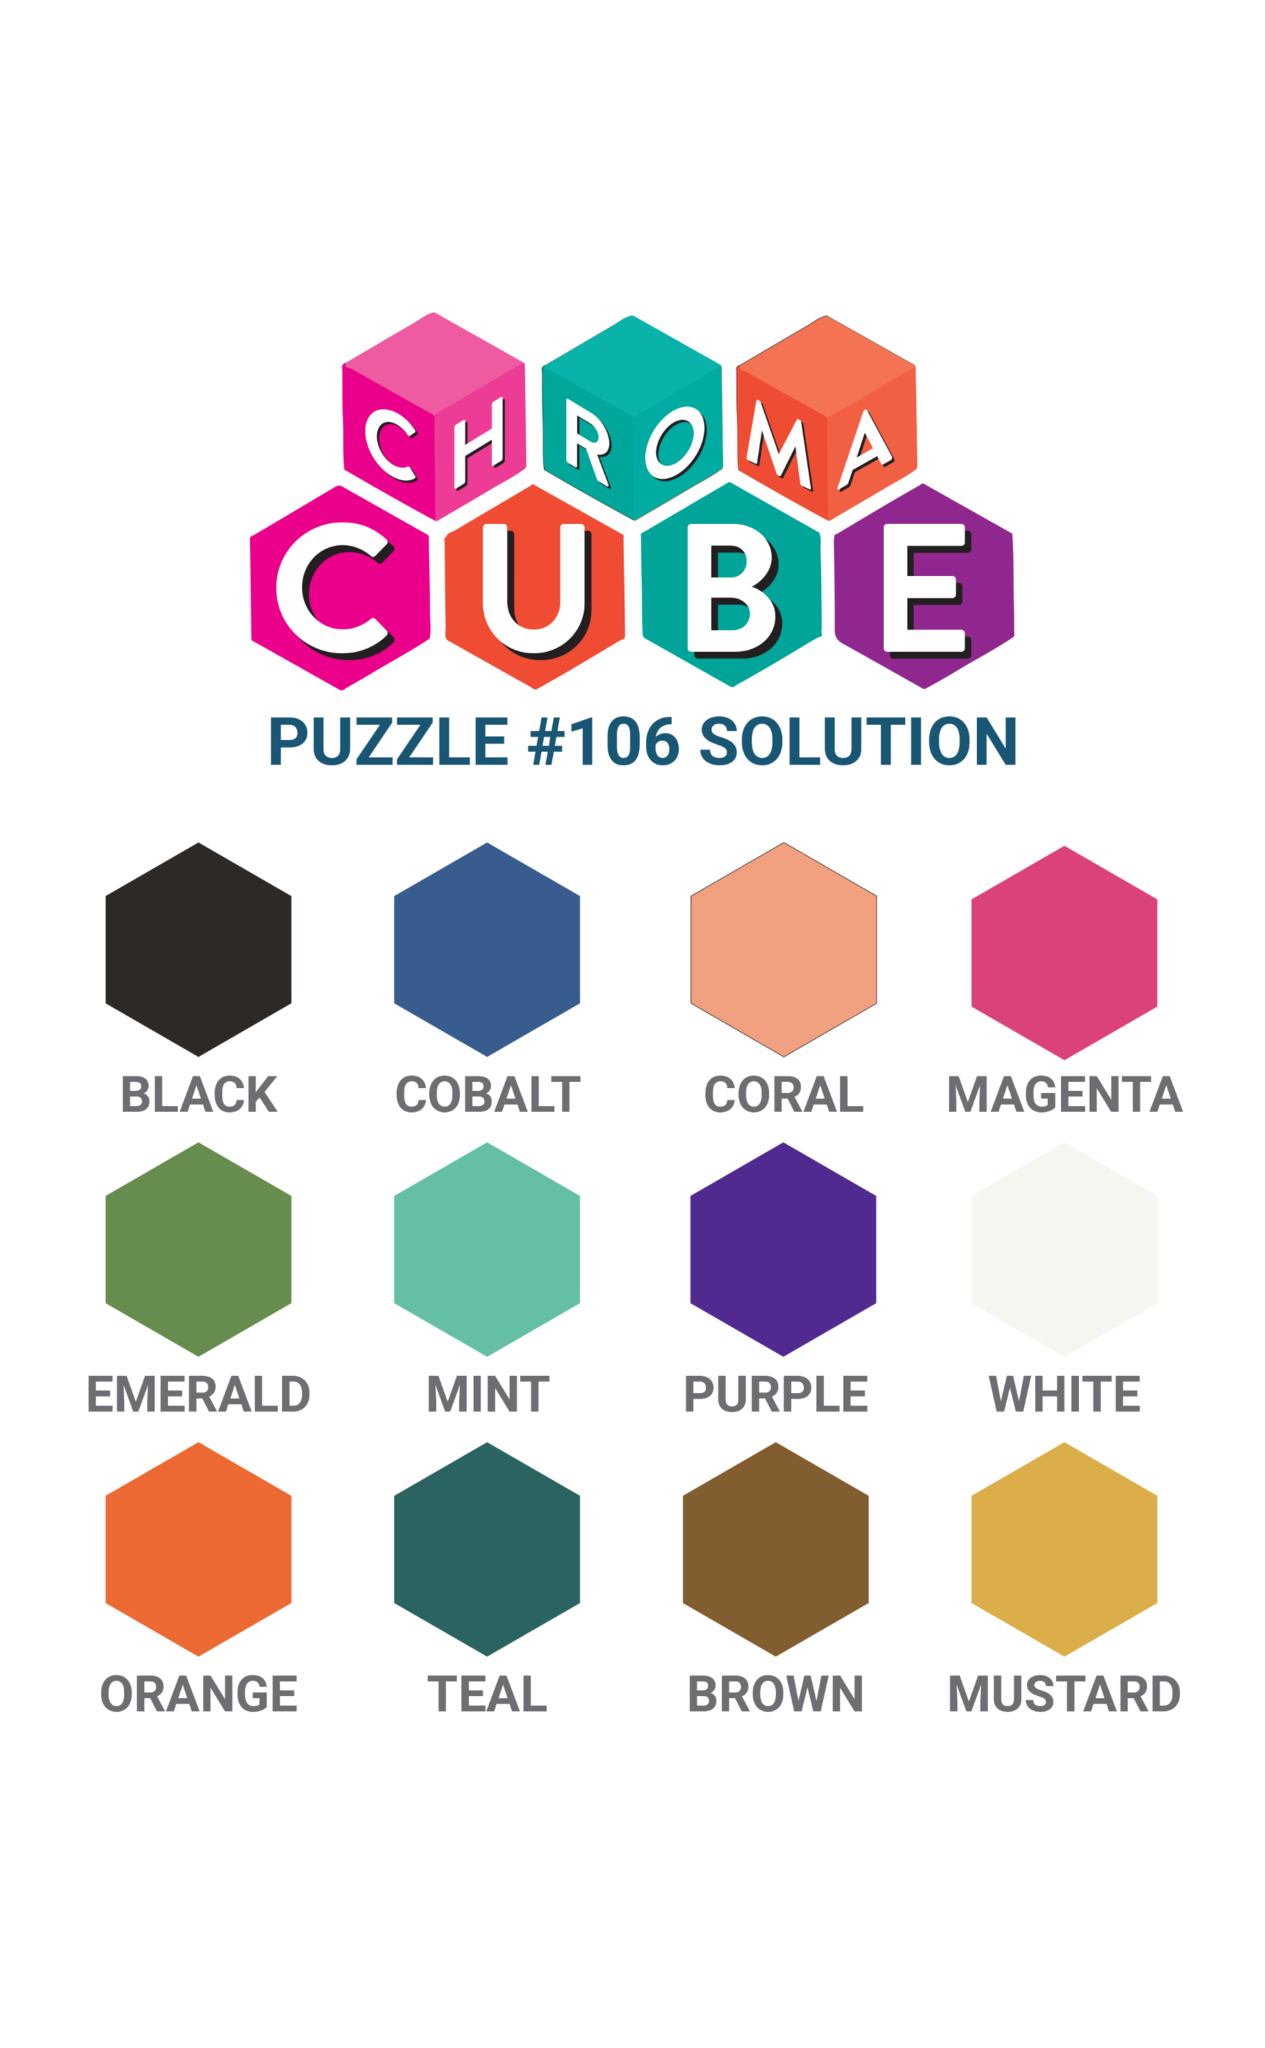 CHROMA
CUBE
PUZZLE #106 SOLUTION
BLACK COBALT CORAL MAGENTA
EMERALD MINT PURPLE WHITE
ORANGE TEAL BROWN MUSTARD